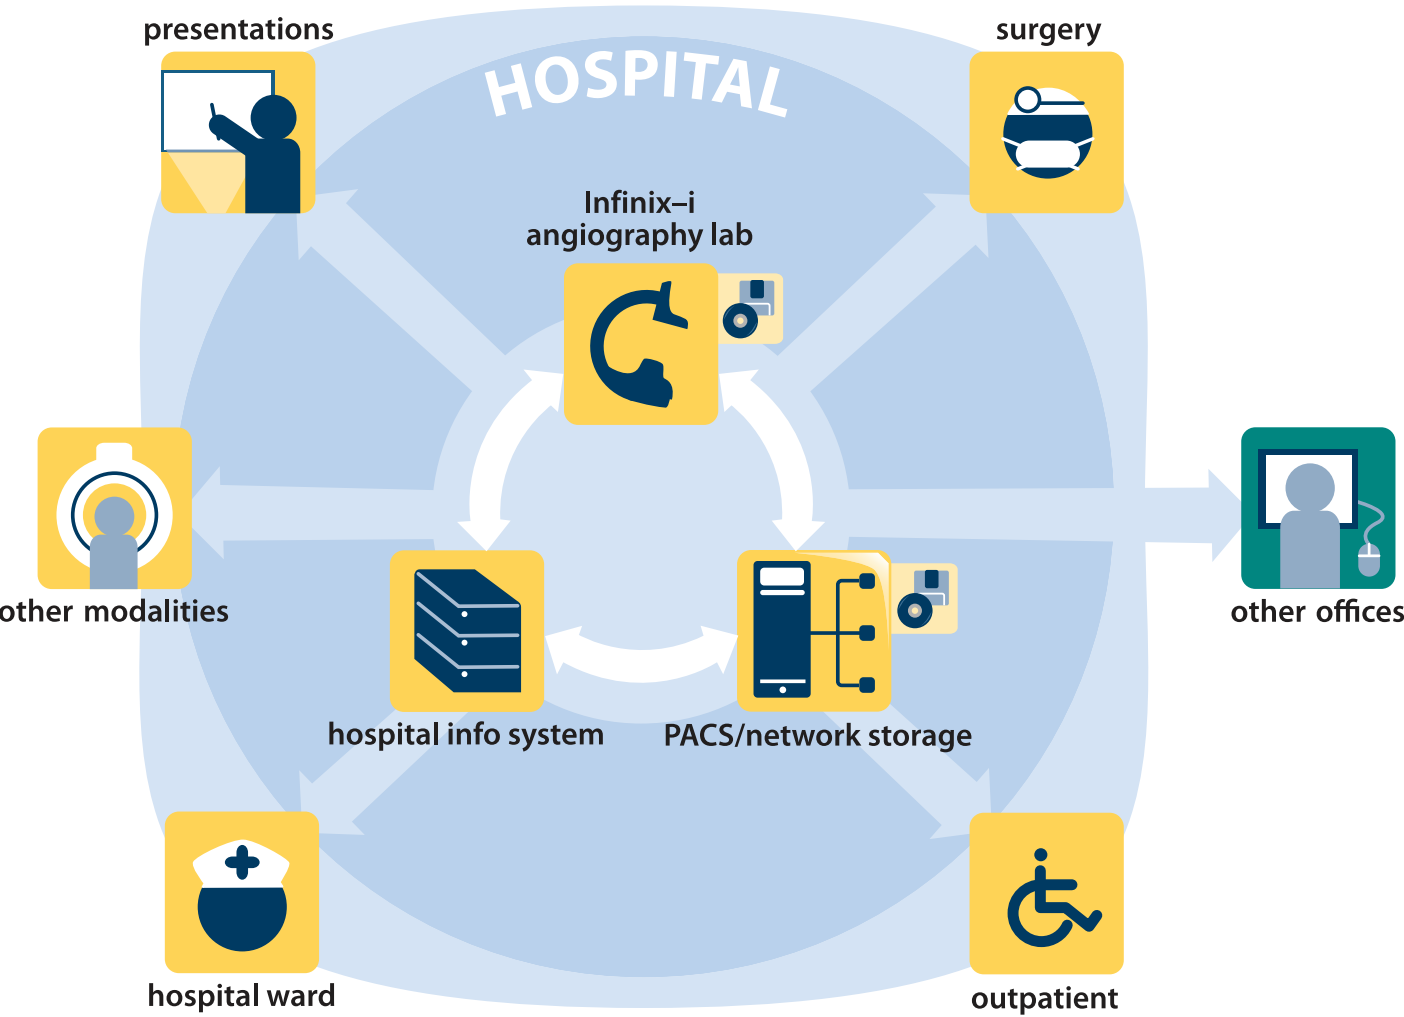 presentations
surgery
HOSPITAL
Infinix–i
angiography lab
other modalities
other offices
hospital info system
PACS/network storage
hospital ward
outpatient